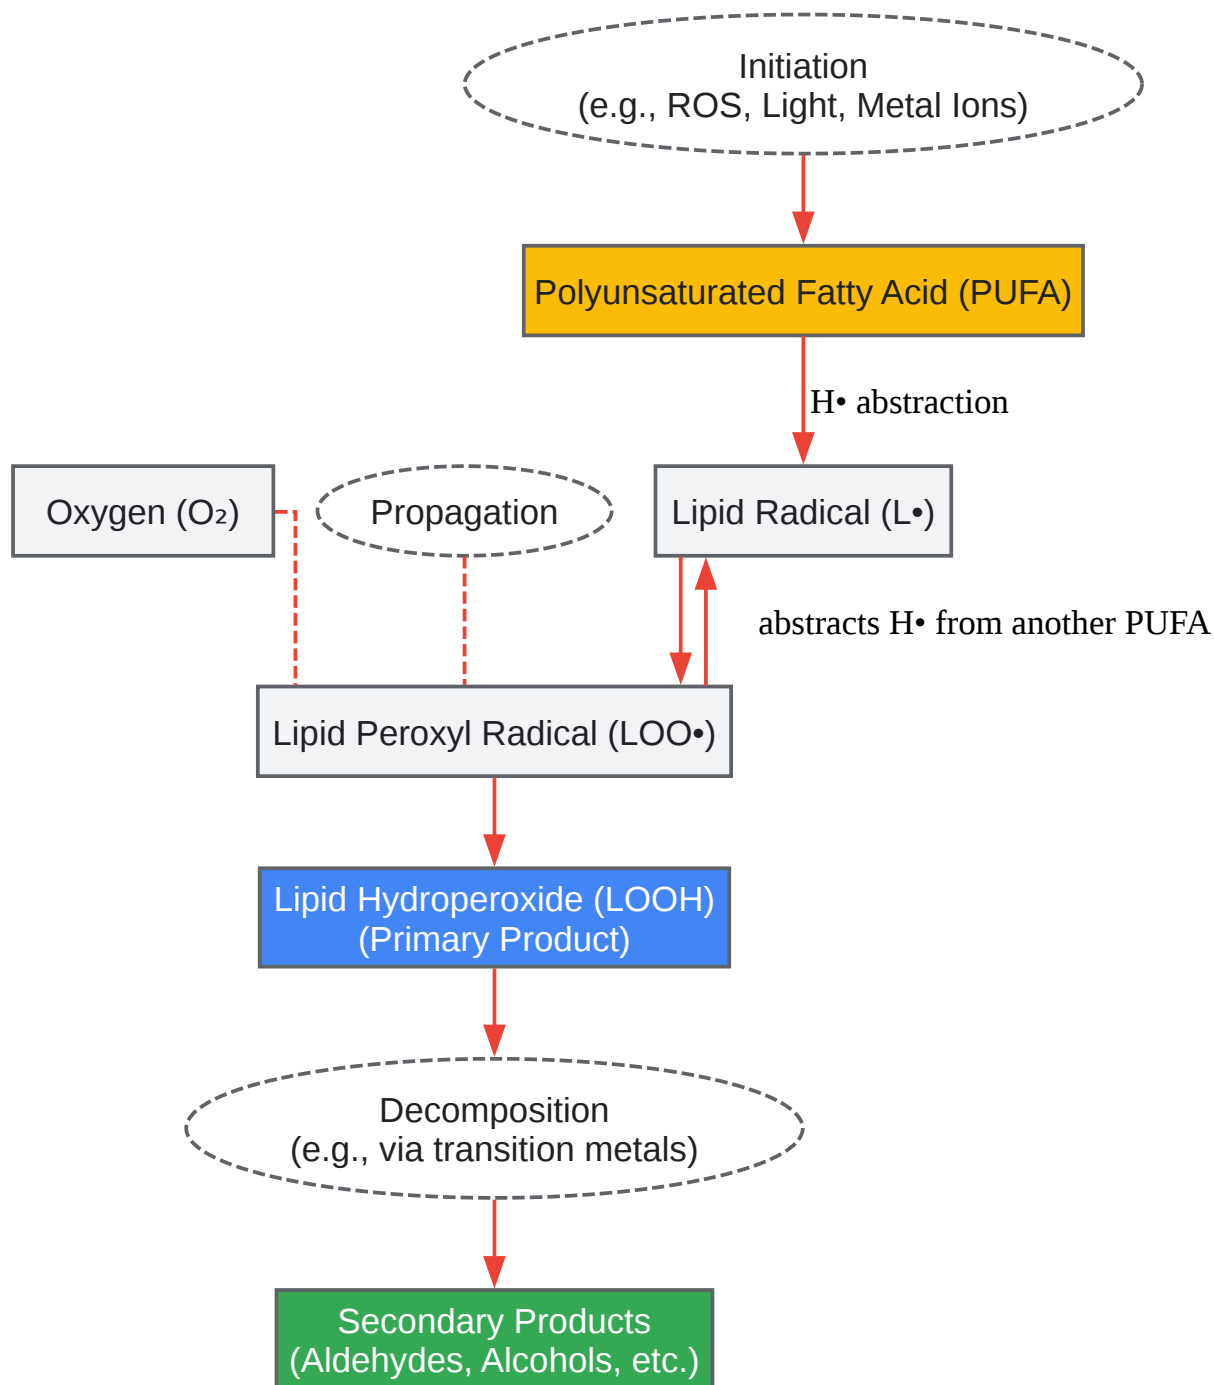 Initiation
(e.g., ROS, Light, Metal Ions)
Polyunsaturated Fatty Acid (PUFA)
H• abstraction
Oxygen (O₂)
Propagation
Lipid Radical (L•)
abstracts H• from another PUFA
Lipid Peroxyl Radical (LOO•)
Lipid Hydroperoxide (LOOH)
(Primary Product)
Decomposition
(e.g., via transition metals)
Secondary Products
(Aldehydes, Alcohols, etc.)